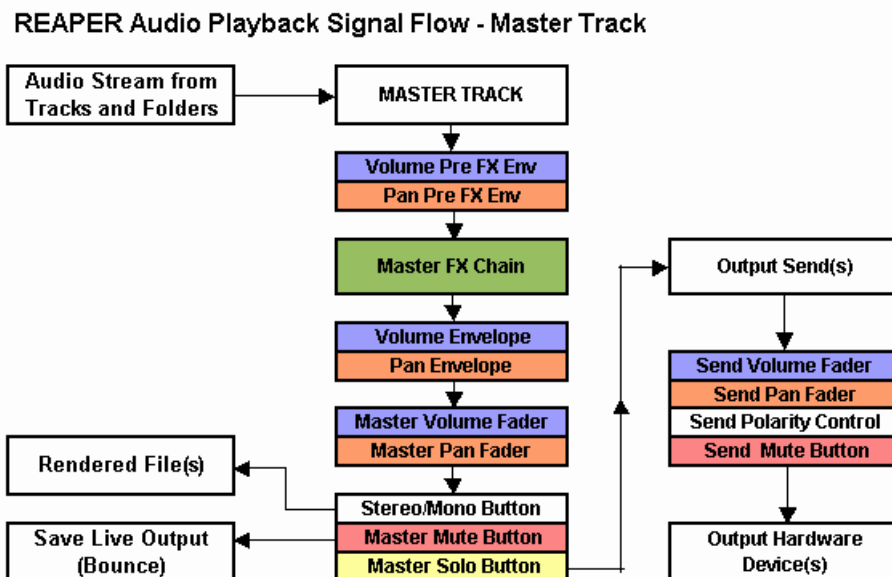 REAPER Audio Playback Signal Flow - Master Track
Audio Stream from
Tracks and Folders
MASTER TRACK
Volume Pre FX Env
Pan Pre FX Env
Master FX Chain
Output Send(s)
Volume Envelope
Pan Envelope
Send Volume Fader
Send Pan Fader
Send Polarity Control
Send Mute Button
Master Volume Fader
Master Pan Fader
Rendered File(s)
Stereo/Mono Button
Master Mute Button
Master Solo Button
Save Live Output
(Bounce)
Output Hardware
Device(s)